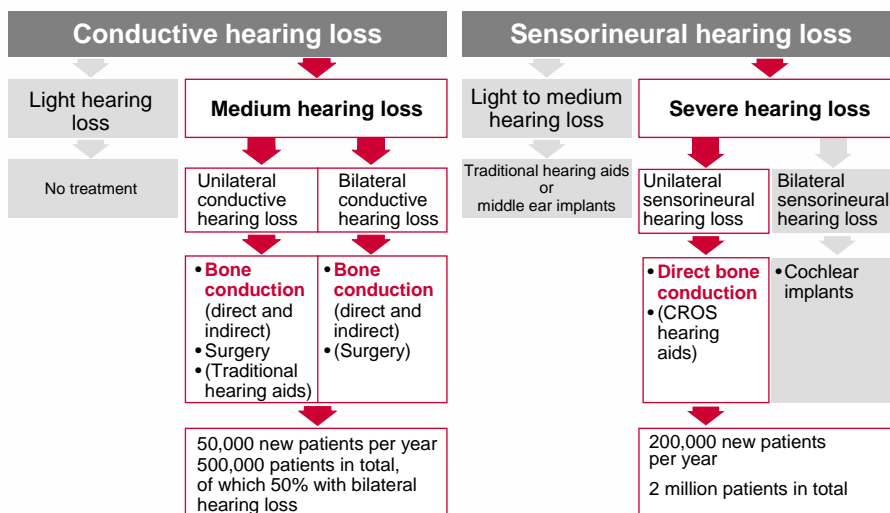 Conductive hearing loss
Light hearing
loss
Medium hearing loss
No treatment
Unilateral
conductive
hearing loss
Bilateral
conductive
hearing loss
• Bone
conduction
(direct and
indirect)
• Surgery
• (Traditional
hearing aids)
• Bone
conduction
(direct and
indirect)
• (Surgery)
50,000 new patients per year
500,000 patients in total,
of which 50% with bilateral
hearing loss
Sensorineural hearing loss
Light to medium
hearing loss
Severe hearing loss
Traditional hearing aids
or
middle ear implants
Unilateral
sensorineural
hearing loss
Bilateral
sensorineural
hearing loss
• Direct bone
conduction
• (CROS
hearing
aids)
• Cochlear
implants
200,000 new patients
per year
2 million patients in total